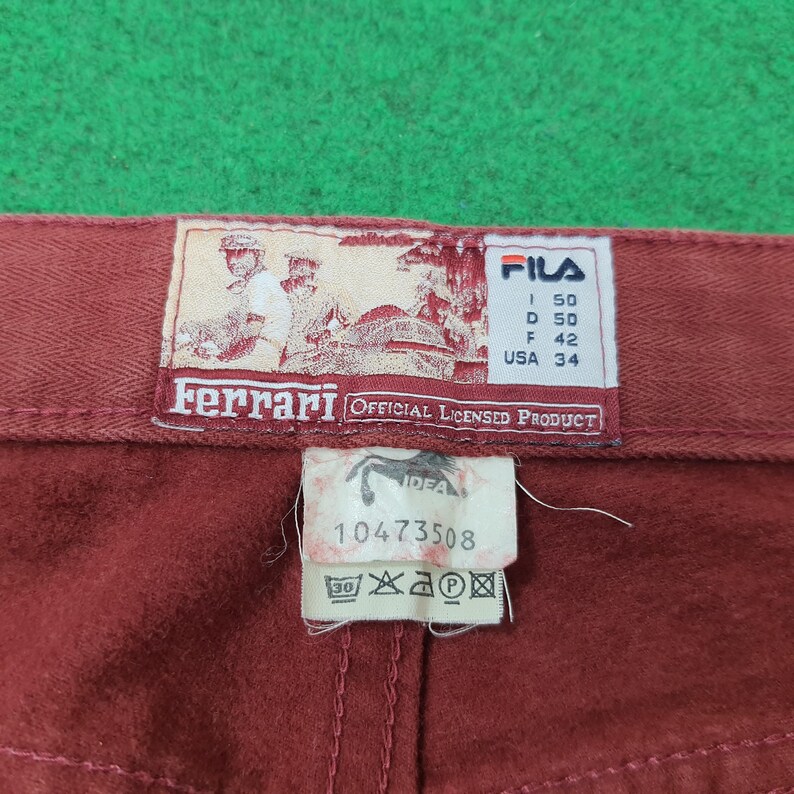 FILA
I 50
D 50
F 42
USA 34
Ferrari OFFICIAL LICENSED PRODUCT
IDEA
10473508
30
P